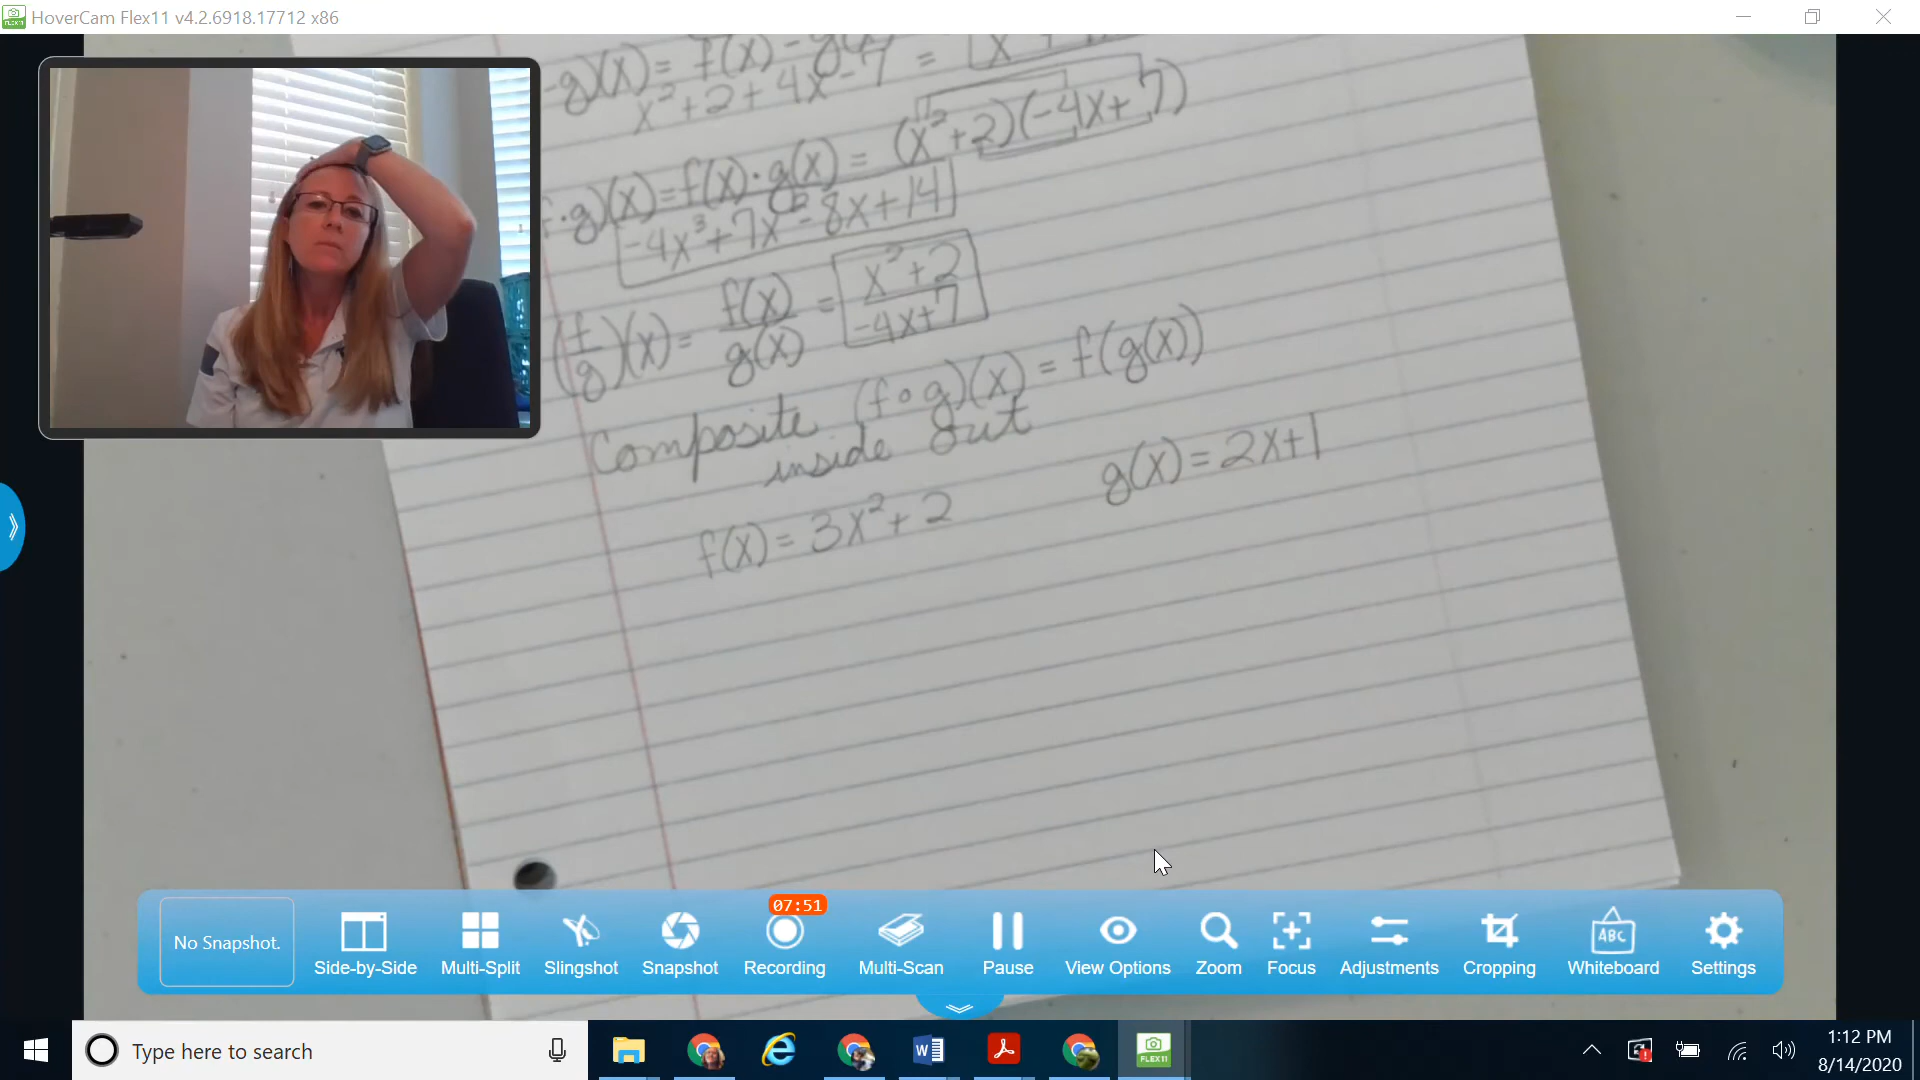 HoverCam Flex11 v4.2.6918.17712 x86
-g)(x) = f(x) - g(x)
x²+2+4x-7 =
f·g)(x)=f(x)·g(x) = (x²+2)(-4x+7)
-4x³+7x²-8x+14
(f/g)(x) = f(x)/g(x) = x²+2/-4x+7
Composite (f∘g)(x) = f(g(x))
inside out
f(x) = 3x²+2 g(x) = 2x+1
07:51
No Snapshot. Side-by-Side Multi-Split Slingshot Snapshot Recording Multi-Scan Pause View Options Zoom Focus Adjustments Cropping Whiteboard Settings
ABC
Type here to search
FLEX11
1:12 PM
8/14/2020